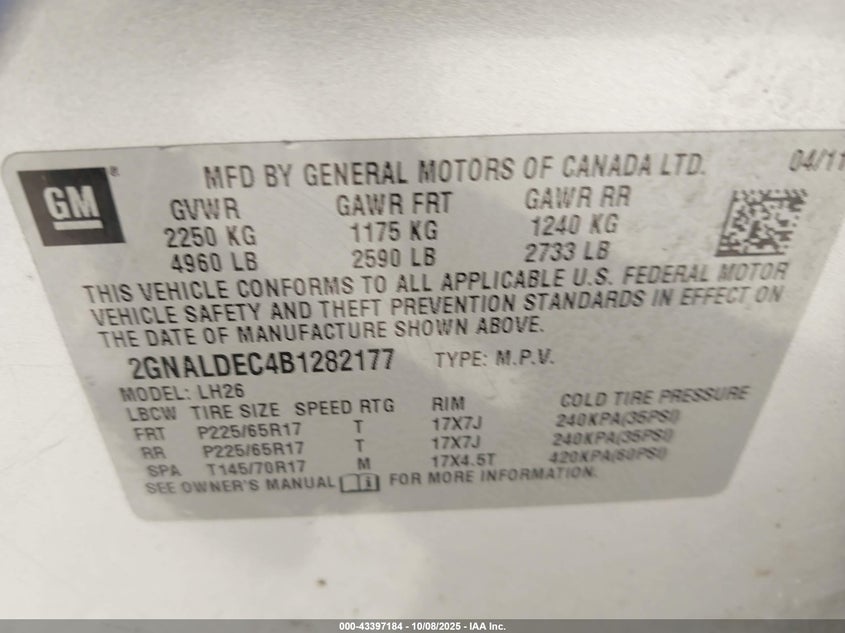 GM ® MFD BY GENERAL MOTORS OF CANADA LTD. 04/11
GVWR GAWR FRT GAWR RR
2250 KG 1175 KG 1240 KG
4960 LB 2590 LB 2733 LB
THIS VEHICLE CONFORMS TO ALL APPLICABLE U.S. FEDERAL MOTOR
VEHICLE SAFETY AND THEFT PREVENTION STANDARDS IN EFFECT ON
THE DATE OF MANUFACTURE SHOWN ABOVE.
2GNALDEC4B1282177 TYPE: M.P.V.
MODEL: LH26
LBCW TIRE SIZE SPEED RTG RIM COLD TIRE PRESSURE
FRT P225/65R17 T 17X7J 240KPA(35PSI)
RR P225/65R17 T 17X7J 240KPA(35PSI)
SPA T145/70R17 M 17X4.5T 420KPA(60PSI)
SEE OWNER'S MANUAL i FOR MORE INFORMATION.
000-43397184 - 10/08/2025 - IAA Inc.